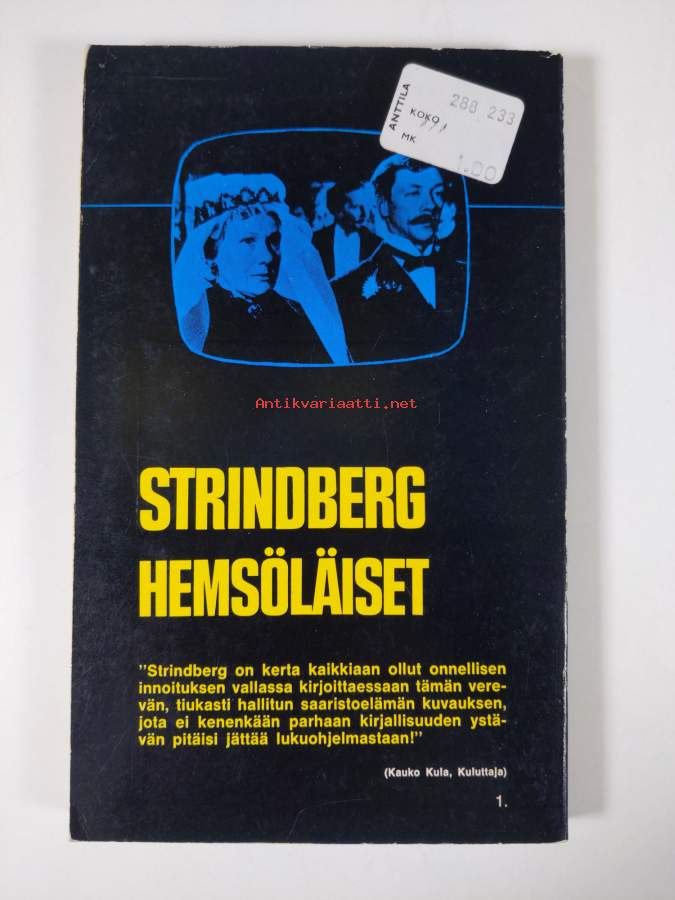 ANTTILA
288 233
KOKO
MK
1.00
Antikvariaatti.net
STRINDBERG
HEMSÖLÄISET
"Strindberg on kerta kaikkiaan ollut onnellisen
innoituksen vallassa kirjoittaessaan tämän vere-
vän, tiukasti hallitun saaristoelämän kuvauksen,
jota ei kenenkään parhaan kirjallisuuden ystä-
vän pitäisi jättää lukuohjelmastaan!"
(Kauko Kula, Kuluttaja)
1.